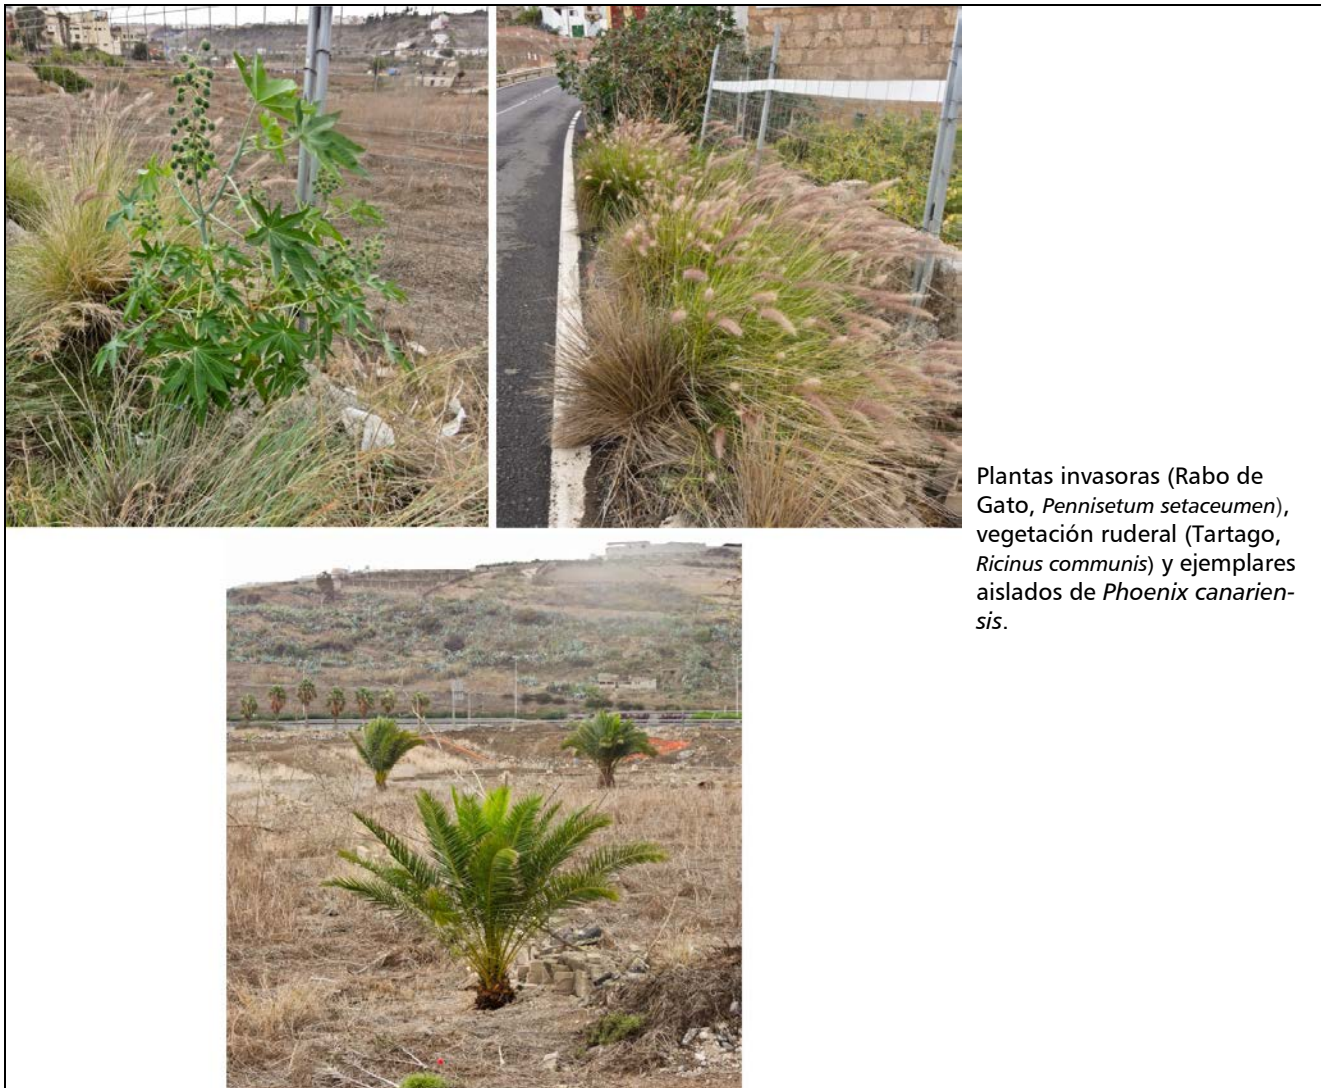 Plantas invasoras (Rabo de
Gato, Pennisetum setaceumen),
vegetación ruderal (Tartago,
Ricinus communis) y ejemplares
aislados de Phoenix canarien-
sis.